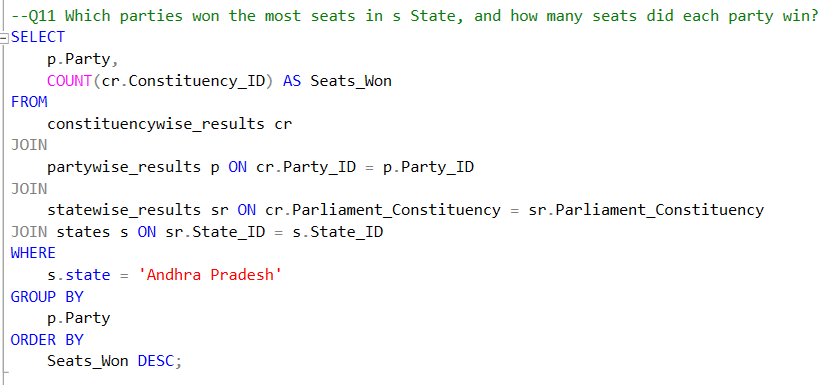 --Q11 Which parties won the most seats in s State, and how many seats did each party win?
SELECT
    p.Party,
    COUNT(cr.Constituency_ID) AS Seats_Won
FROM
    constituencywise_results cr
JOIN
    partywise_results p ON cr.Party_ID = p.Party_ID
JOIN
    statewise_results sr ON cr.Parliament_Constituency = sr.Parliament_Constituency
JOIN states s ON sr.State_ID = s.State_ID
WHERE
    s.state = 'Andhra Pradesh'
GROUP BY
    p.Party
ORDER BY
    Seats_Won DESC;